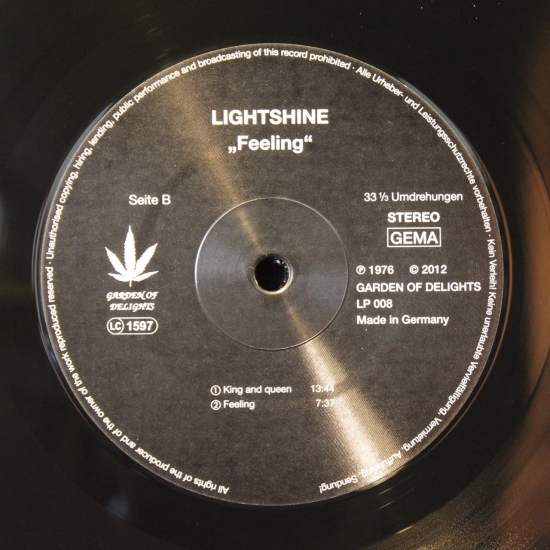 LIGHTSHINE
„Feeling“
Seite B
33 ⅓ Umdrehungen
STEREO
GEMA
℗ 1976 © 2012
GARDEN OF DELIGHTS
LP 008
Made in Germany
GARDEN OF
DELIGHTS
LC 1597
① King and queen 13:44
② Feeling 7:37
All rights of the producer and of the owner of the work reproduced reserved · Unauthorised copying, hiring, lending, public performance and broadcasting of this record prohibited · Alle Urheber- und Leistungsschutzrechte vorbehalten · Kein Verleih! Keine unerlaubte Vervielfältigung, Vermietung, Aufführung, Sendung!